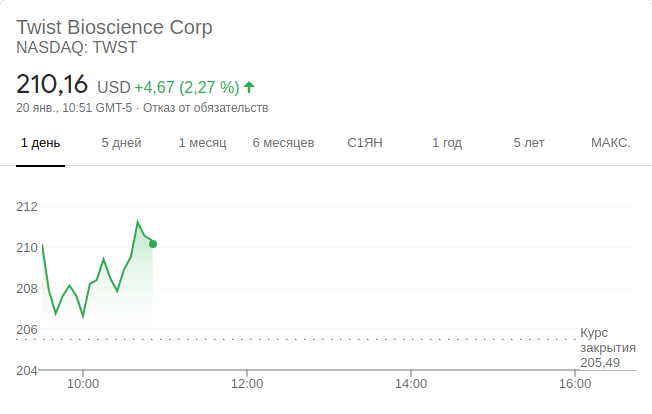 Twist Bioscience Corp
NASDAQ: TWST
210,16 USD +4,67 (2,27 %)
20 янв., 10:51 GMT-5 · Отказ от обязательств
1 день 5 дней 1 месяц 6 месяцев С1ЯН 1 год 5 лет МАКС.
212
210
208
206
Курс
закрытия
205,49
204
10:00 12:00 14:00 16:00